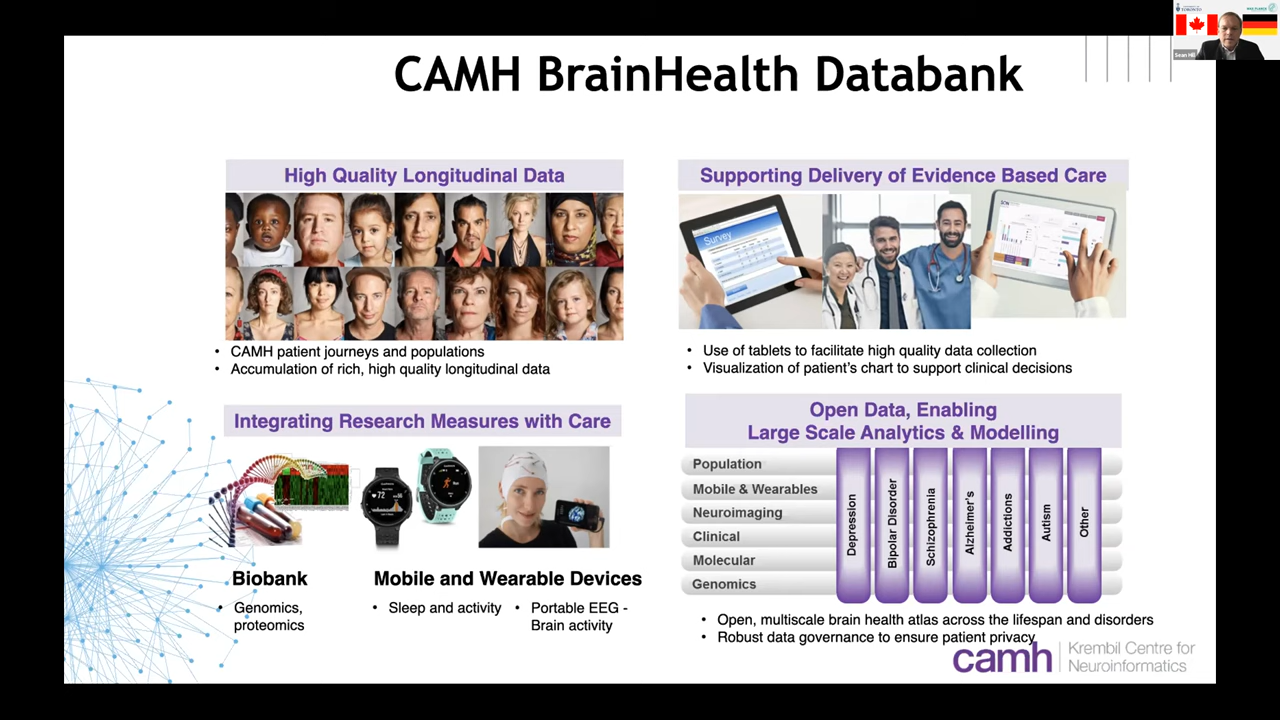 CAMH BrainHealth Databank
High Quality Longitudinal Data
• CAMH patient journeys and populations
• Accumulation of rich, high quality longitudinal data
Supporting Delivery of Evidence Based Care
Survey
• Use of tablets to facilitate high quality data collection
• Visualization of patient's chart to support clinical decisions
Integrating Research Measures with Care
72
Biobank
• Genomics,
proteomics
Mobile and Wearable Devices
• Sleep and activity
• Portable EEG -
Brain activity
Open Data, Enabling
Large Scale Analytics & Modelling
Population
Mobile & Wearables
Neuroimaging
Clinical
Molecular
Genomics
Depression
Bipolar Disorder
Schizophrenia
Alzheimer's
Addictions
Autism
Other
• Open, multiscale brain health atlas across the lifespan and disorders
• Robust data governance to ensure patient privacy
camh
Krembil Centre for
Neuroinformatics
TORONTO
Sean Hill